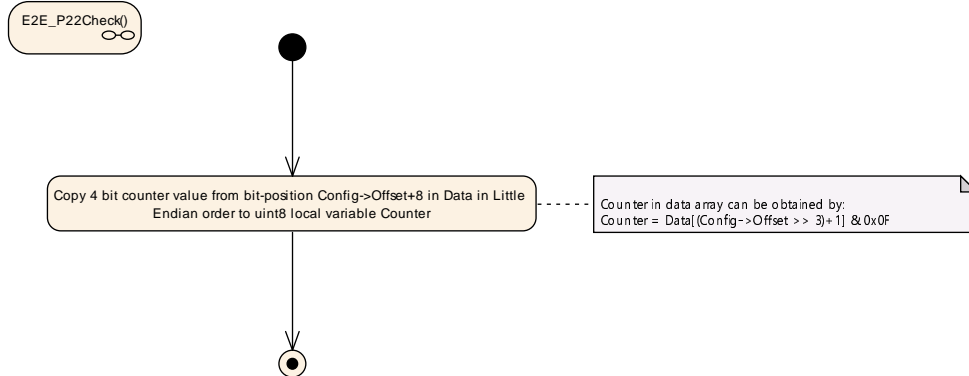 E2E_P22Check()
Copy 4 bit counter value from bit-position Config->Offset+8 in Data in Little
Endian order to uint8 local variable Counter
Counter in data array can be obtained by:
Counter = Data[(Config->Offset >> 3)+1] & 0x0F